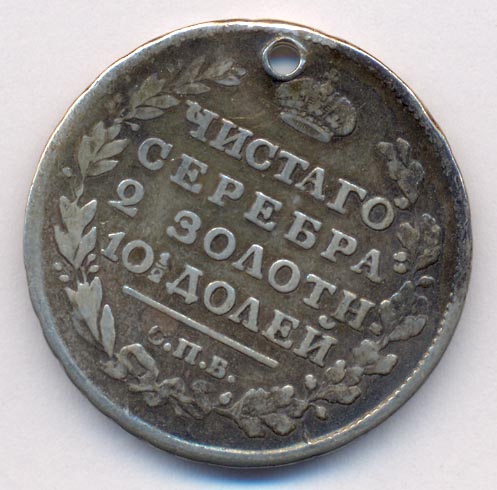 ЧИСТАГО
СЕРЕБРА
2 ЗОЛОТН.
10½ ДОЛЕЙ
С.П.Б.